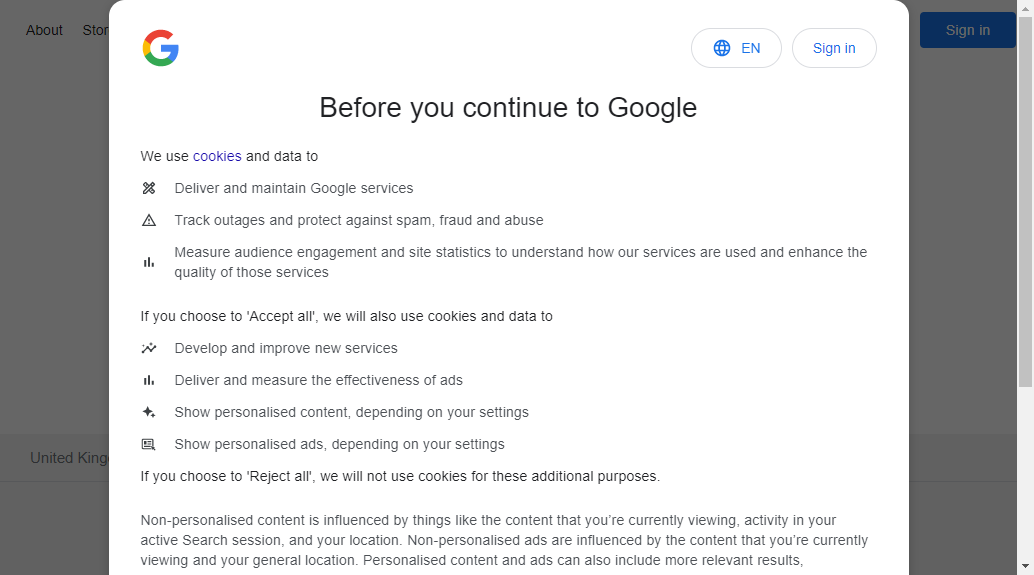 About Stor
Sign in
EN
Sign in
Before you continue to Google
We use cookies and data to
Deliver and maintain Google services
Track outages and protect against spam, fraud and abuse
Measure audience engagement and site statistics to understand how our services are used and enhance the
quality of those services
If you choose to 'Accept all', we will also use cookies and data to
Develop and improve new services
Deliver and measure the effectiveness of ads
Show personalised content, depending on your settings
Show personalised ads, depending on your settings
United King
If you choose to 'Reject all', we will not use cookies for these additional purposes.
Non-personalised content is influenced by things like the content that you’re currently viewing, activity in your
active Search session, and your location. Non-personalised ads are influenced by the content that you’re currently
viewing and your general location. Personalised content and ads can also include more relevant results,